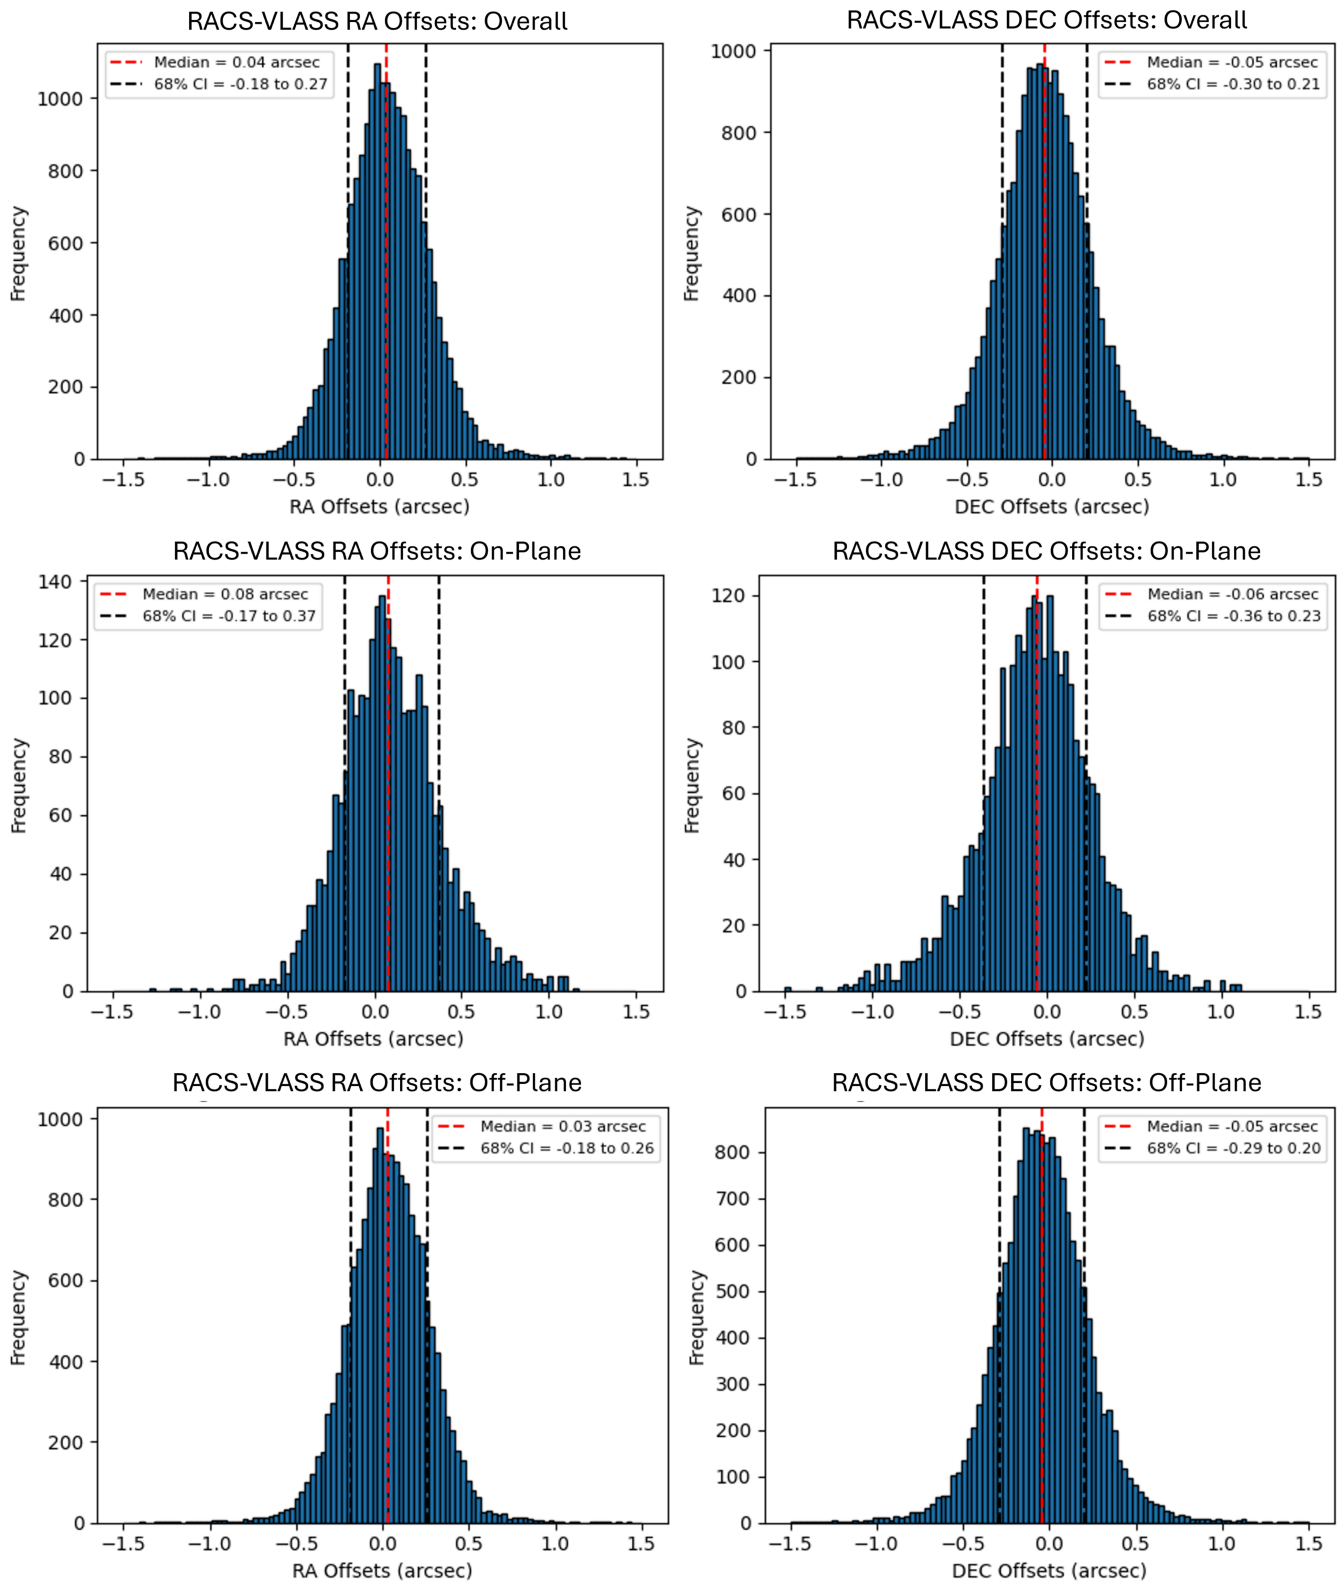 RACS-VLASS RA Offsets: Overall
Median = 0.04 arcsec
68% CI = -0.18 to 0.27
1000
800
600
400
200
0
Frequency
−1.5 −1.0 −0.5 0.0 0.5 1.0 1.5
RA Offsets (arcsec)
RACS-VLASS DEC Offsets: Overall
Median = -0.05 arcsec
68% CI = -0.30 to 0.21
1000
800
600
400
200
0
Frequency
−1.5 −1.0 −0.5 0.0 0.5 1.0 1.5
DEC Offsets (arcsec)
RACS-VLASS RA Offsets: On-Plane
Median = 0.08 arcsec
68% CI = -0.17 to 0.37
140
120
100
80
60
40
20
0
Frequency
−1.5 −1.0 −0.5 0.0 0.5 1.0 1.5
RA Offsets (arcsec)
RACS-VLASS DEC Offsets: On-Plane
Median = -0.06 arcsec
68% CI = -0.36 to 0.23
120
100
80
60
40
20
0
Frequency
−1.5 −1.0 −0.5 0.0 0.5 1.0 1.5
DEC Offsets (arcsec)
RACS-VLASS RA Offsets: Off-Plane
Median = 0.03 arcsec
68% CI = -0.18 to 0.26
1000
800
600
400
200
0
Frequency
−1.5 −1.0 −0.5 0.0 0.5 1.0 1.5
RA Offsets (arcsec)
RACS-VLASS DEC Offsets: Off-Plane
Median = -0.05 arcsec
68% CI = -0.29 to 0.20
800
700
600
500
400
300
200
100
0
Frequency
−1.5 −1.0 −0.5 0.0 0.5 1.0 1.5
DEC Offsets (arcsec)